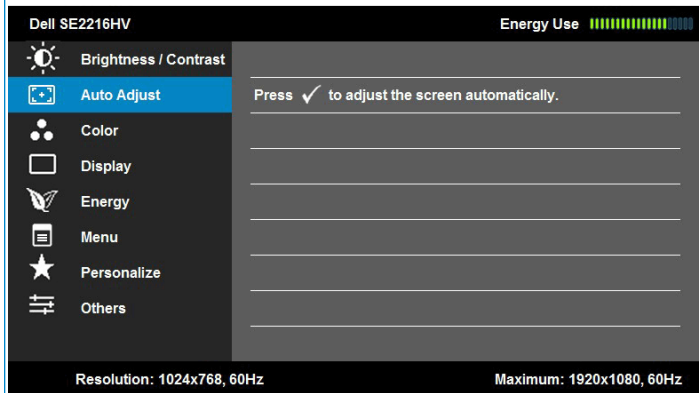 Dell SE2216HV Energy Use
Brightness / Contrast
Auto Adjust Press ✓ to adjust the screen automatically.
Color
Display
Energy
Menu
Personalize
Others
Resolution: 1024x768, 60Hz Maximum: 1920x1080, 60Hz